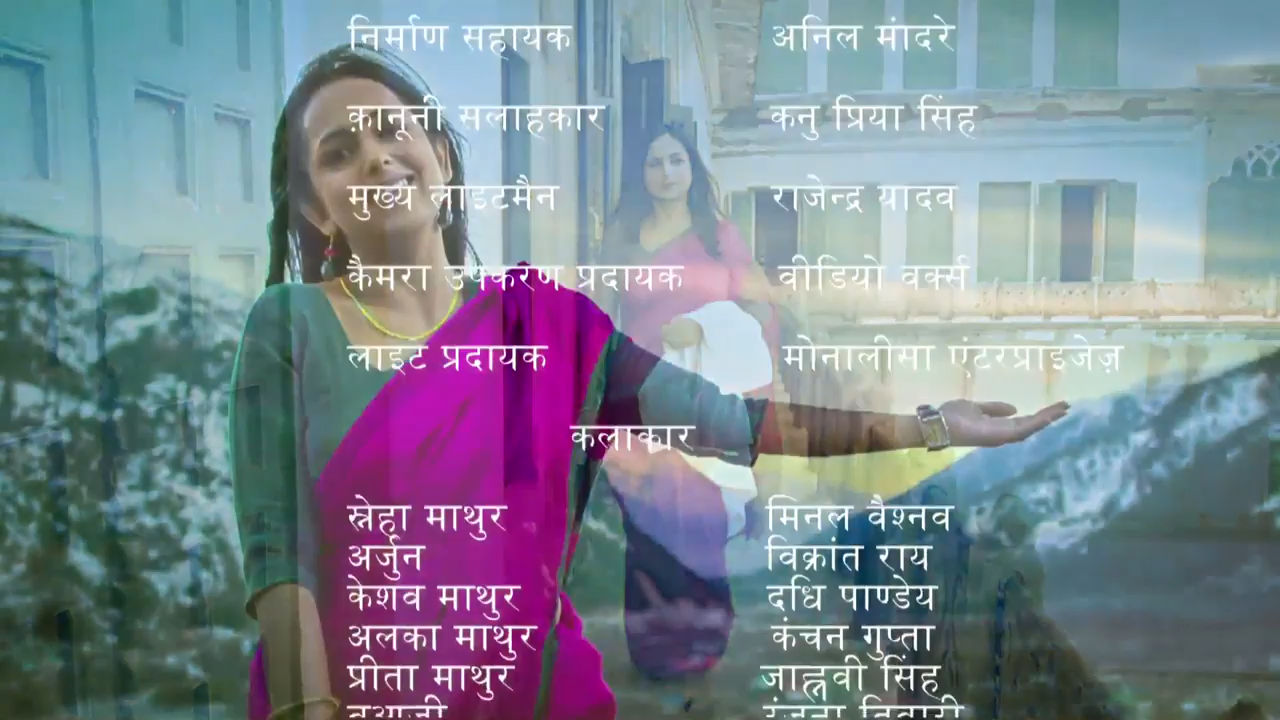 निर्माण सहायक अनिल मांदरे
क़ानूनी सलाहकार कनु प्रिया सिंह
मुख्य लाइटमैन राजेन्द्र यादव
कैमरा उपकरण प्रदायक वीडियो वर्क्स
लाइट प्रदायक मोनालीसा एंटरप्राइजेज़
कलाकार
स्नेहा माथुर मिनल वैश्नव
अर्जुन विक्रांत राय
केशव माथुर दधि पाण्डेय
अलका माथुर कंचन गुप्ता
प्रीता माथुर जाह्नवी सिंह